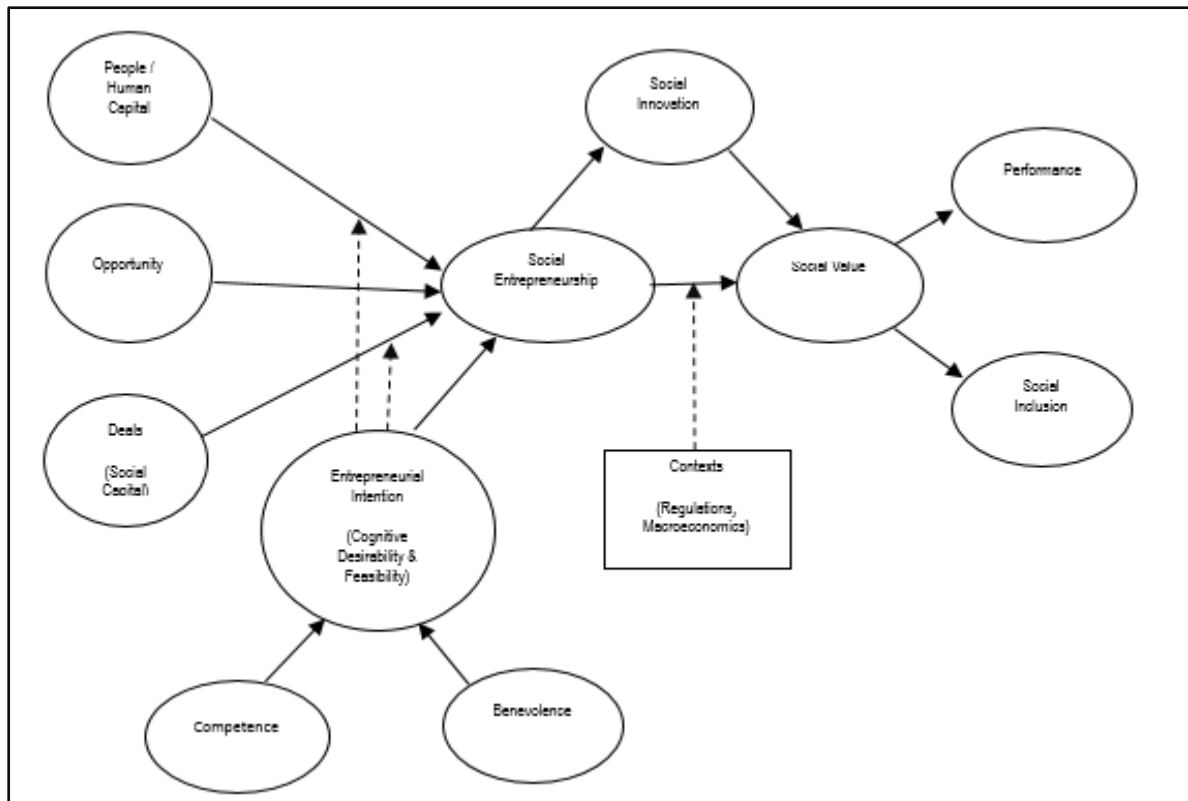 People /
Human
Capital
Social
Innovation
Performance
Opportunity
Social
Entrepreneurship
Social Value
Deals
(Social
Capital)
Social
Inclusion
Entrepreneurial
Intention
(Cognitive
Desirability &
Feasibility)
Contexts
(Regulations,
Macroeconomics)
Competence
Benevolence